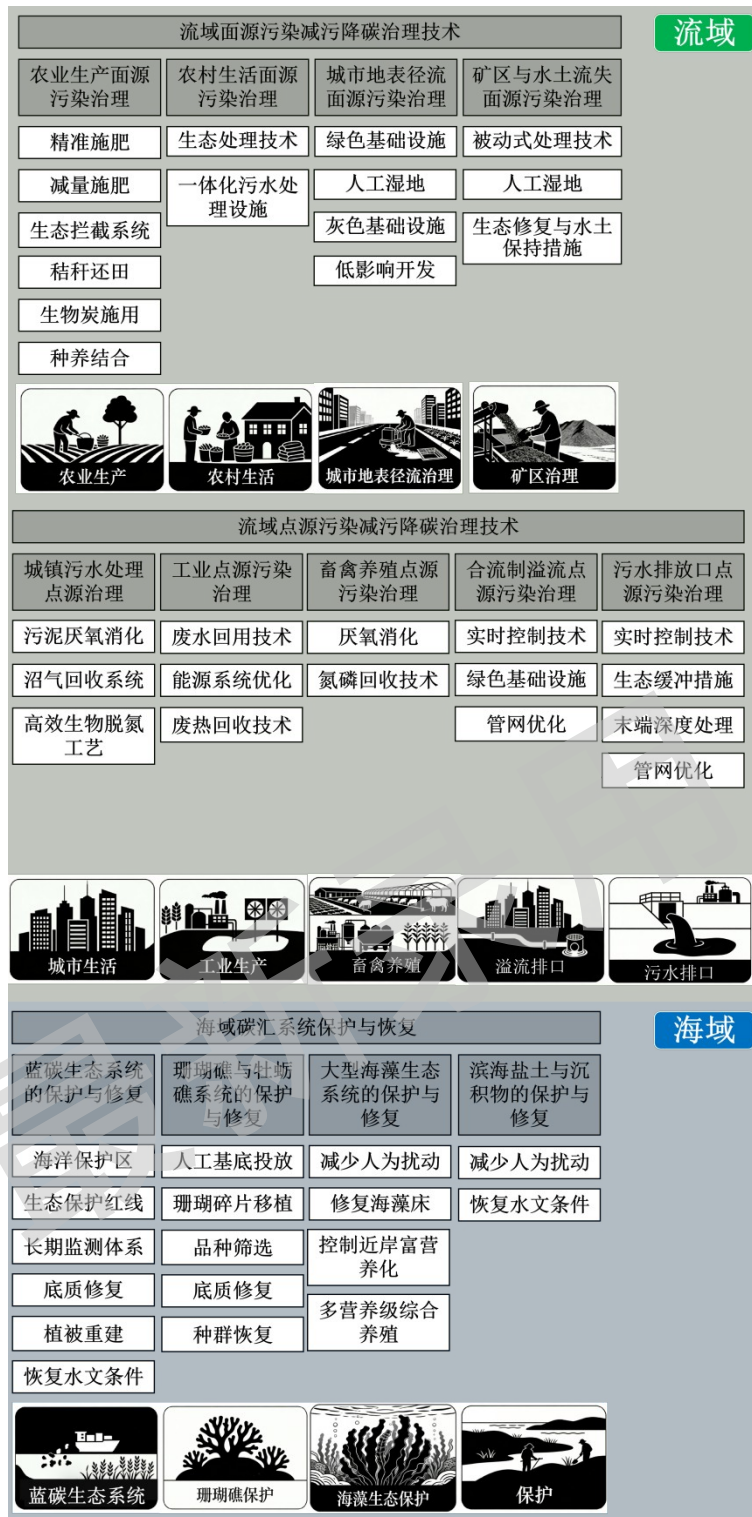 流域面源污染减污降碳治理技术
流域
农业生产面源
污染治理
精准施肥
减量施肥
生态拦截系统
秸秆还田
生物炭施用
种养结合
农村生活面源
污染治理
生态处理技术
一体化污水处
理设施
城市地表径流
面源污染治理
绿色基础设施
人工湿地
灰色基础设施
低影响开发
矿区与水土流失
面源污染治理
被动式处理技术
人工湿地
生态修复与水土
保持措施
农业生产
农村生活
城市地表径流治理
矿区治理
流域点源污染减污降碳治理技术
城镇污水处理
点源治理
污泥厌氧消化
沼气回收系统
高效生物脱氮
工艺
工业点源污染
治理
废水回用技术
能源系统优化
废热回收技术
畜禽养殖点源
污染治理
厌氧消化
氮磷回收技术
合流制溢流点
源污染治理
实时控制技术
绿色基础设施
管网优化
污水排放口点
源污染治理
实时控制技术
生态缓冲措施
末端深度处理
管网优化
城市生活
工业生产
畜禽养殖
溢流排口
污水排口
海域碳汇系统保护与恢复
海域
蓝碳生态系统
的保护与修复
海洋保护区
生态保护红线
长期监测体系
底质修复
植被重建
恢复水文条件
珊瑚礁与牡蛎
礁系统的保护
与修复
人工基底投放
珊瑚碎片移植
品种筛选
底质修复
种群恢复
大型海藻生态
系统的保护与
修复
减少人为扰动
修复海藻床
控制近岸富营
养化
多营养级综合
养殖
滨海盐土与沉
积物的保护与
修复
减少人为扰动
恢复水文条件
蓝碳生态系统
珊瑚礁保护
海藻生态保护
保护